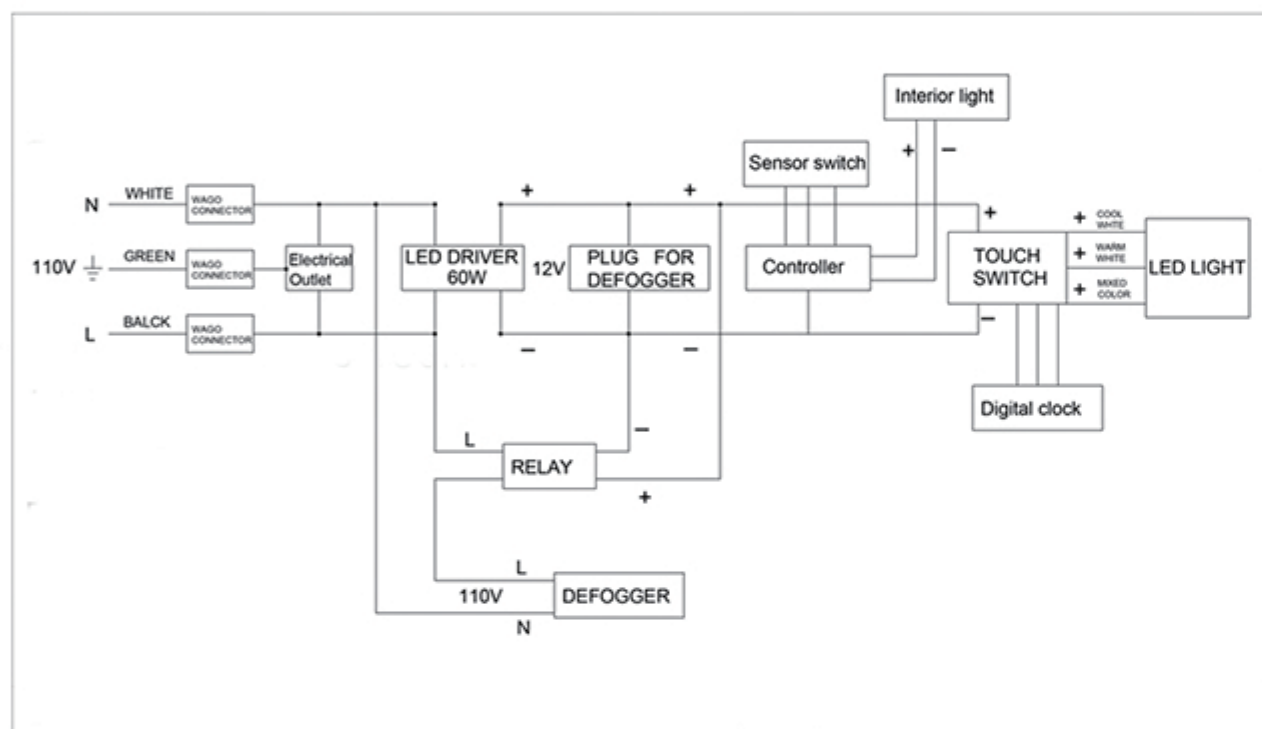 Interior light
+
−
Sensor switch
N
WHITE
WAGO
CONNECTOR
+
+
+
+
COOL
WHTE
110V
GREEN
WAGO
CONNECTOR
Electrical
Outlet
LED DRIVER
60W
12V
PLUG FOR
DEFOGGER
Controller
TOUCH
SWITCH
+
WARM
WHITE
LED LIGHT
+
MIXED
COLOR
L
BALCK
WAGO
CONNECTOR
−
−
−
Digital clock
L
RELAY
−
+
L
110V
N
DEFOGGER